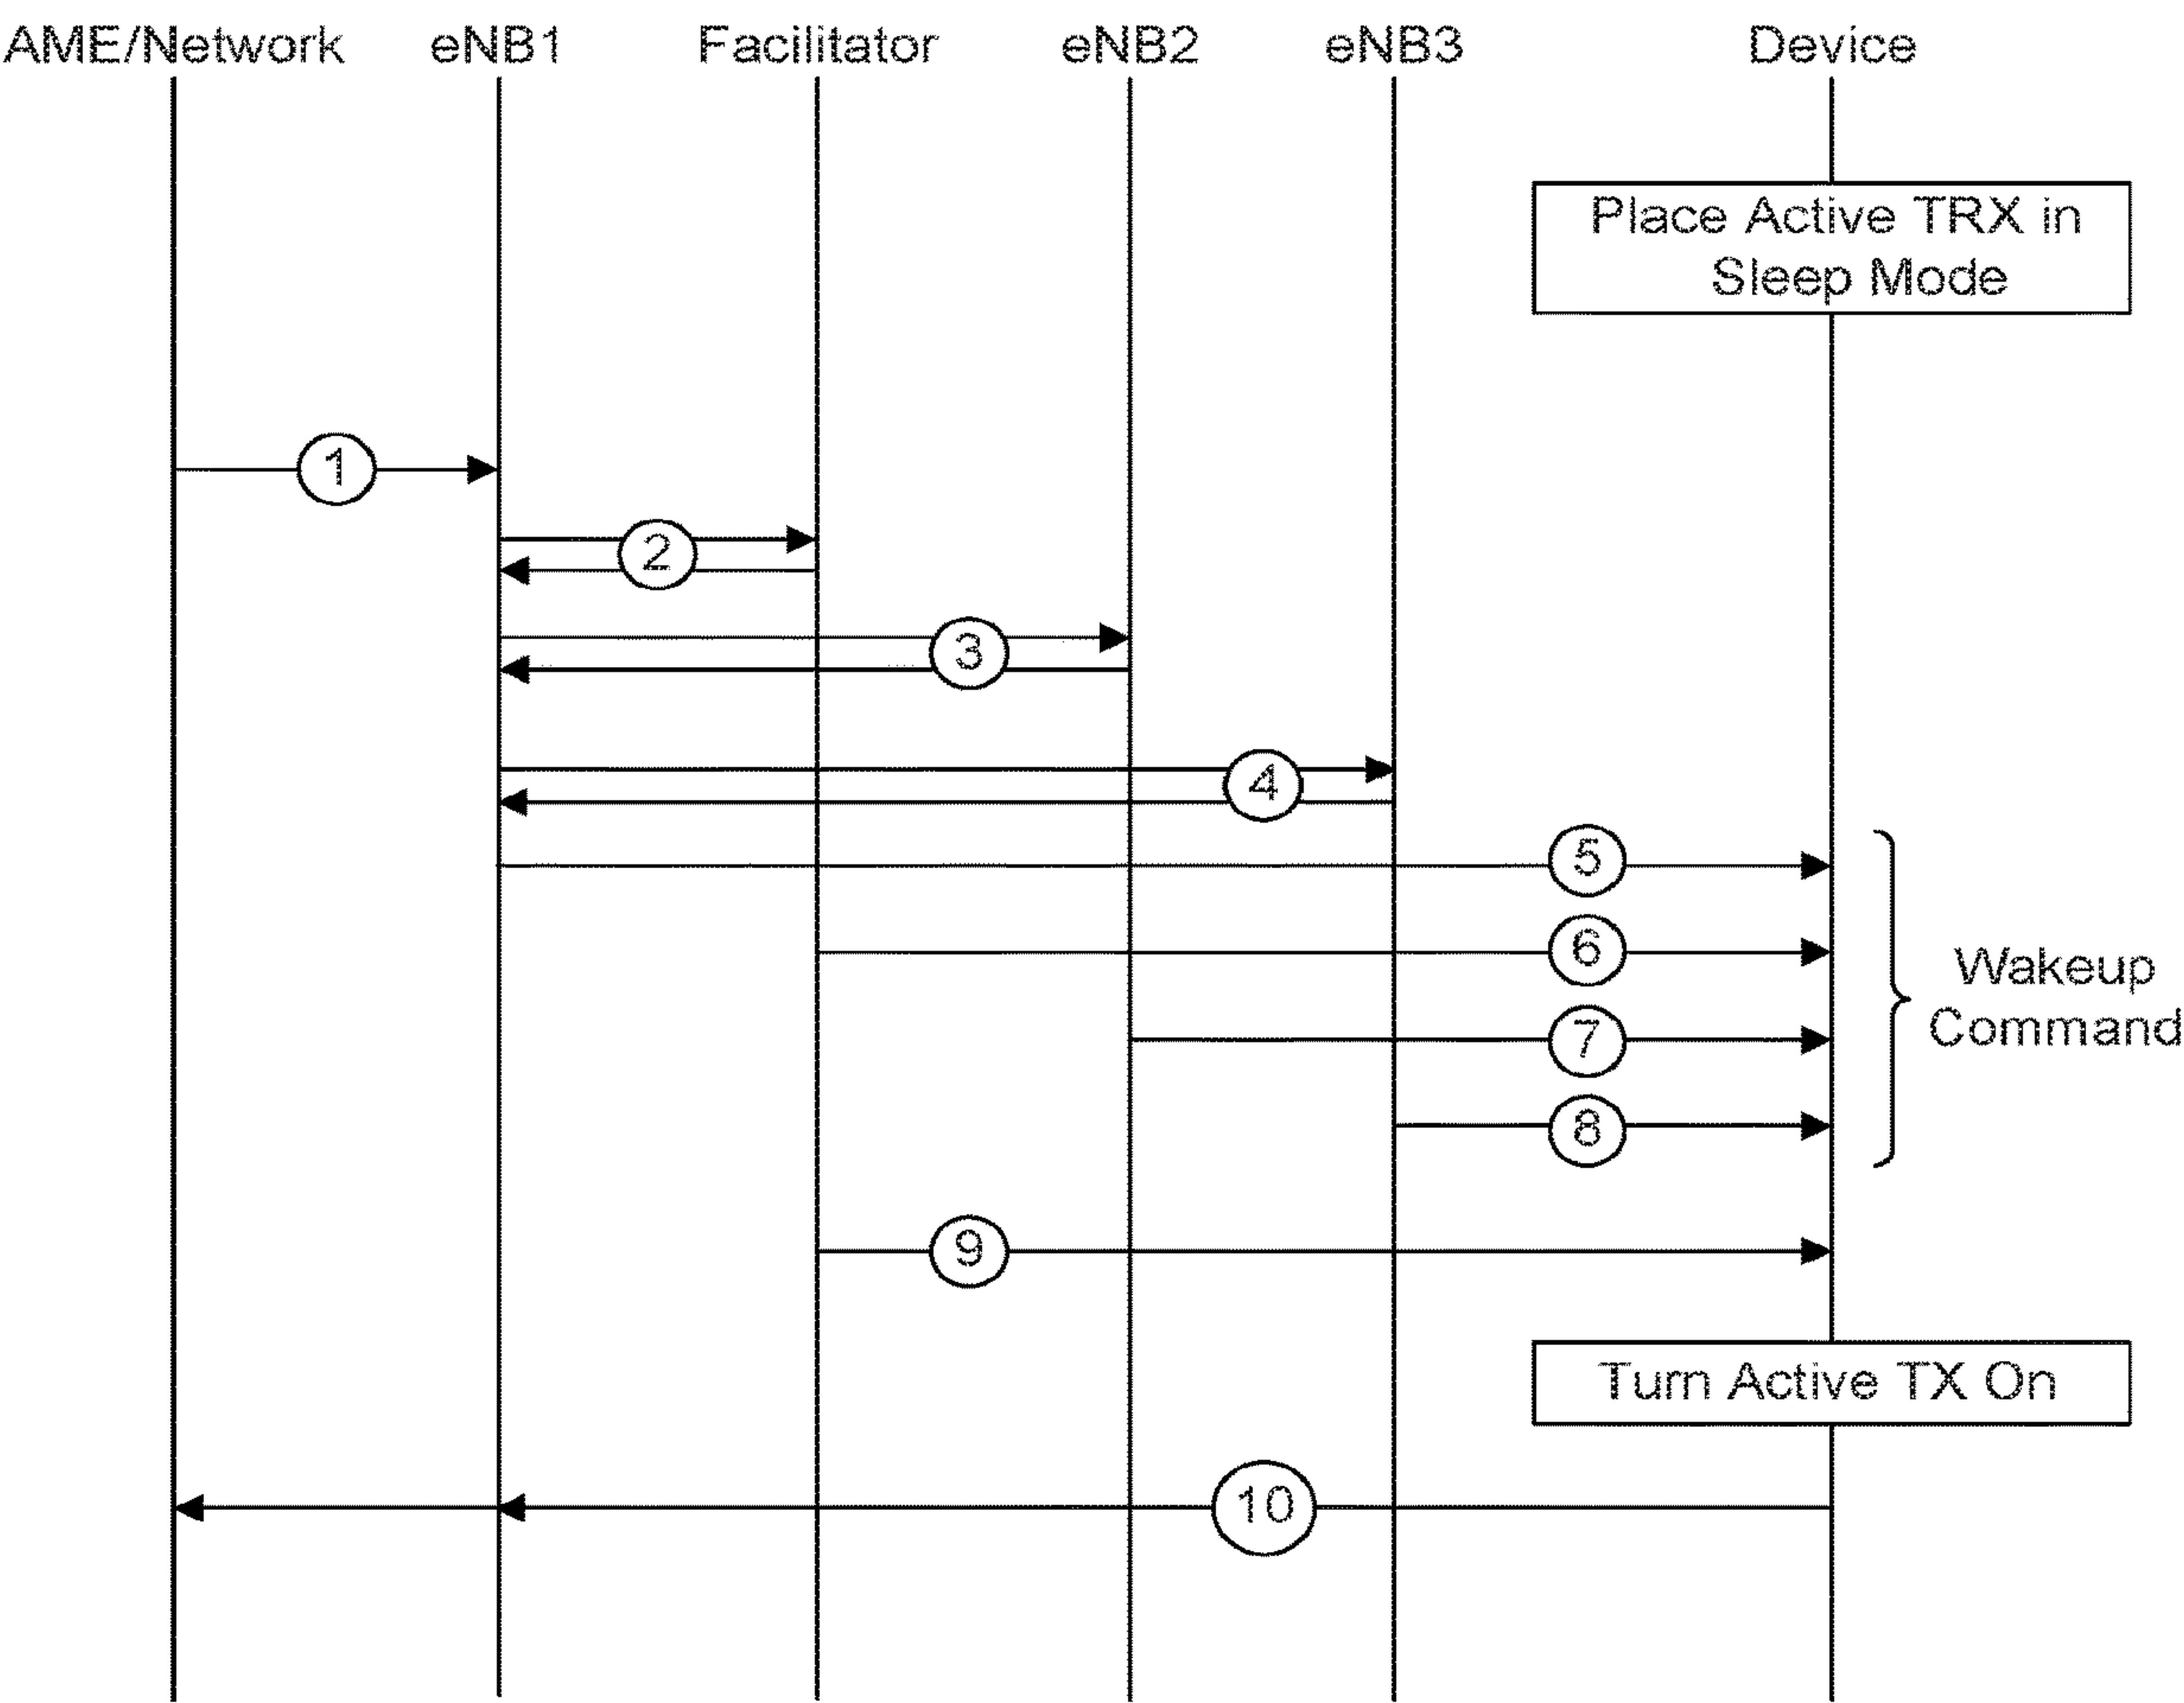 AME/Network eNB1 Facilitator eNB2 eNB3 Device
Place Active TRX in
Sleep Mode
1
2
3
4
5
6
7
8
Wakeup
Command
9
Turn Active TX On
10